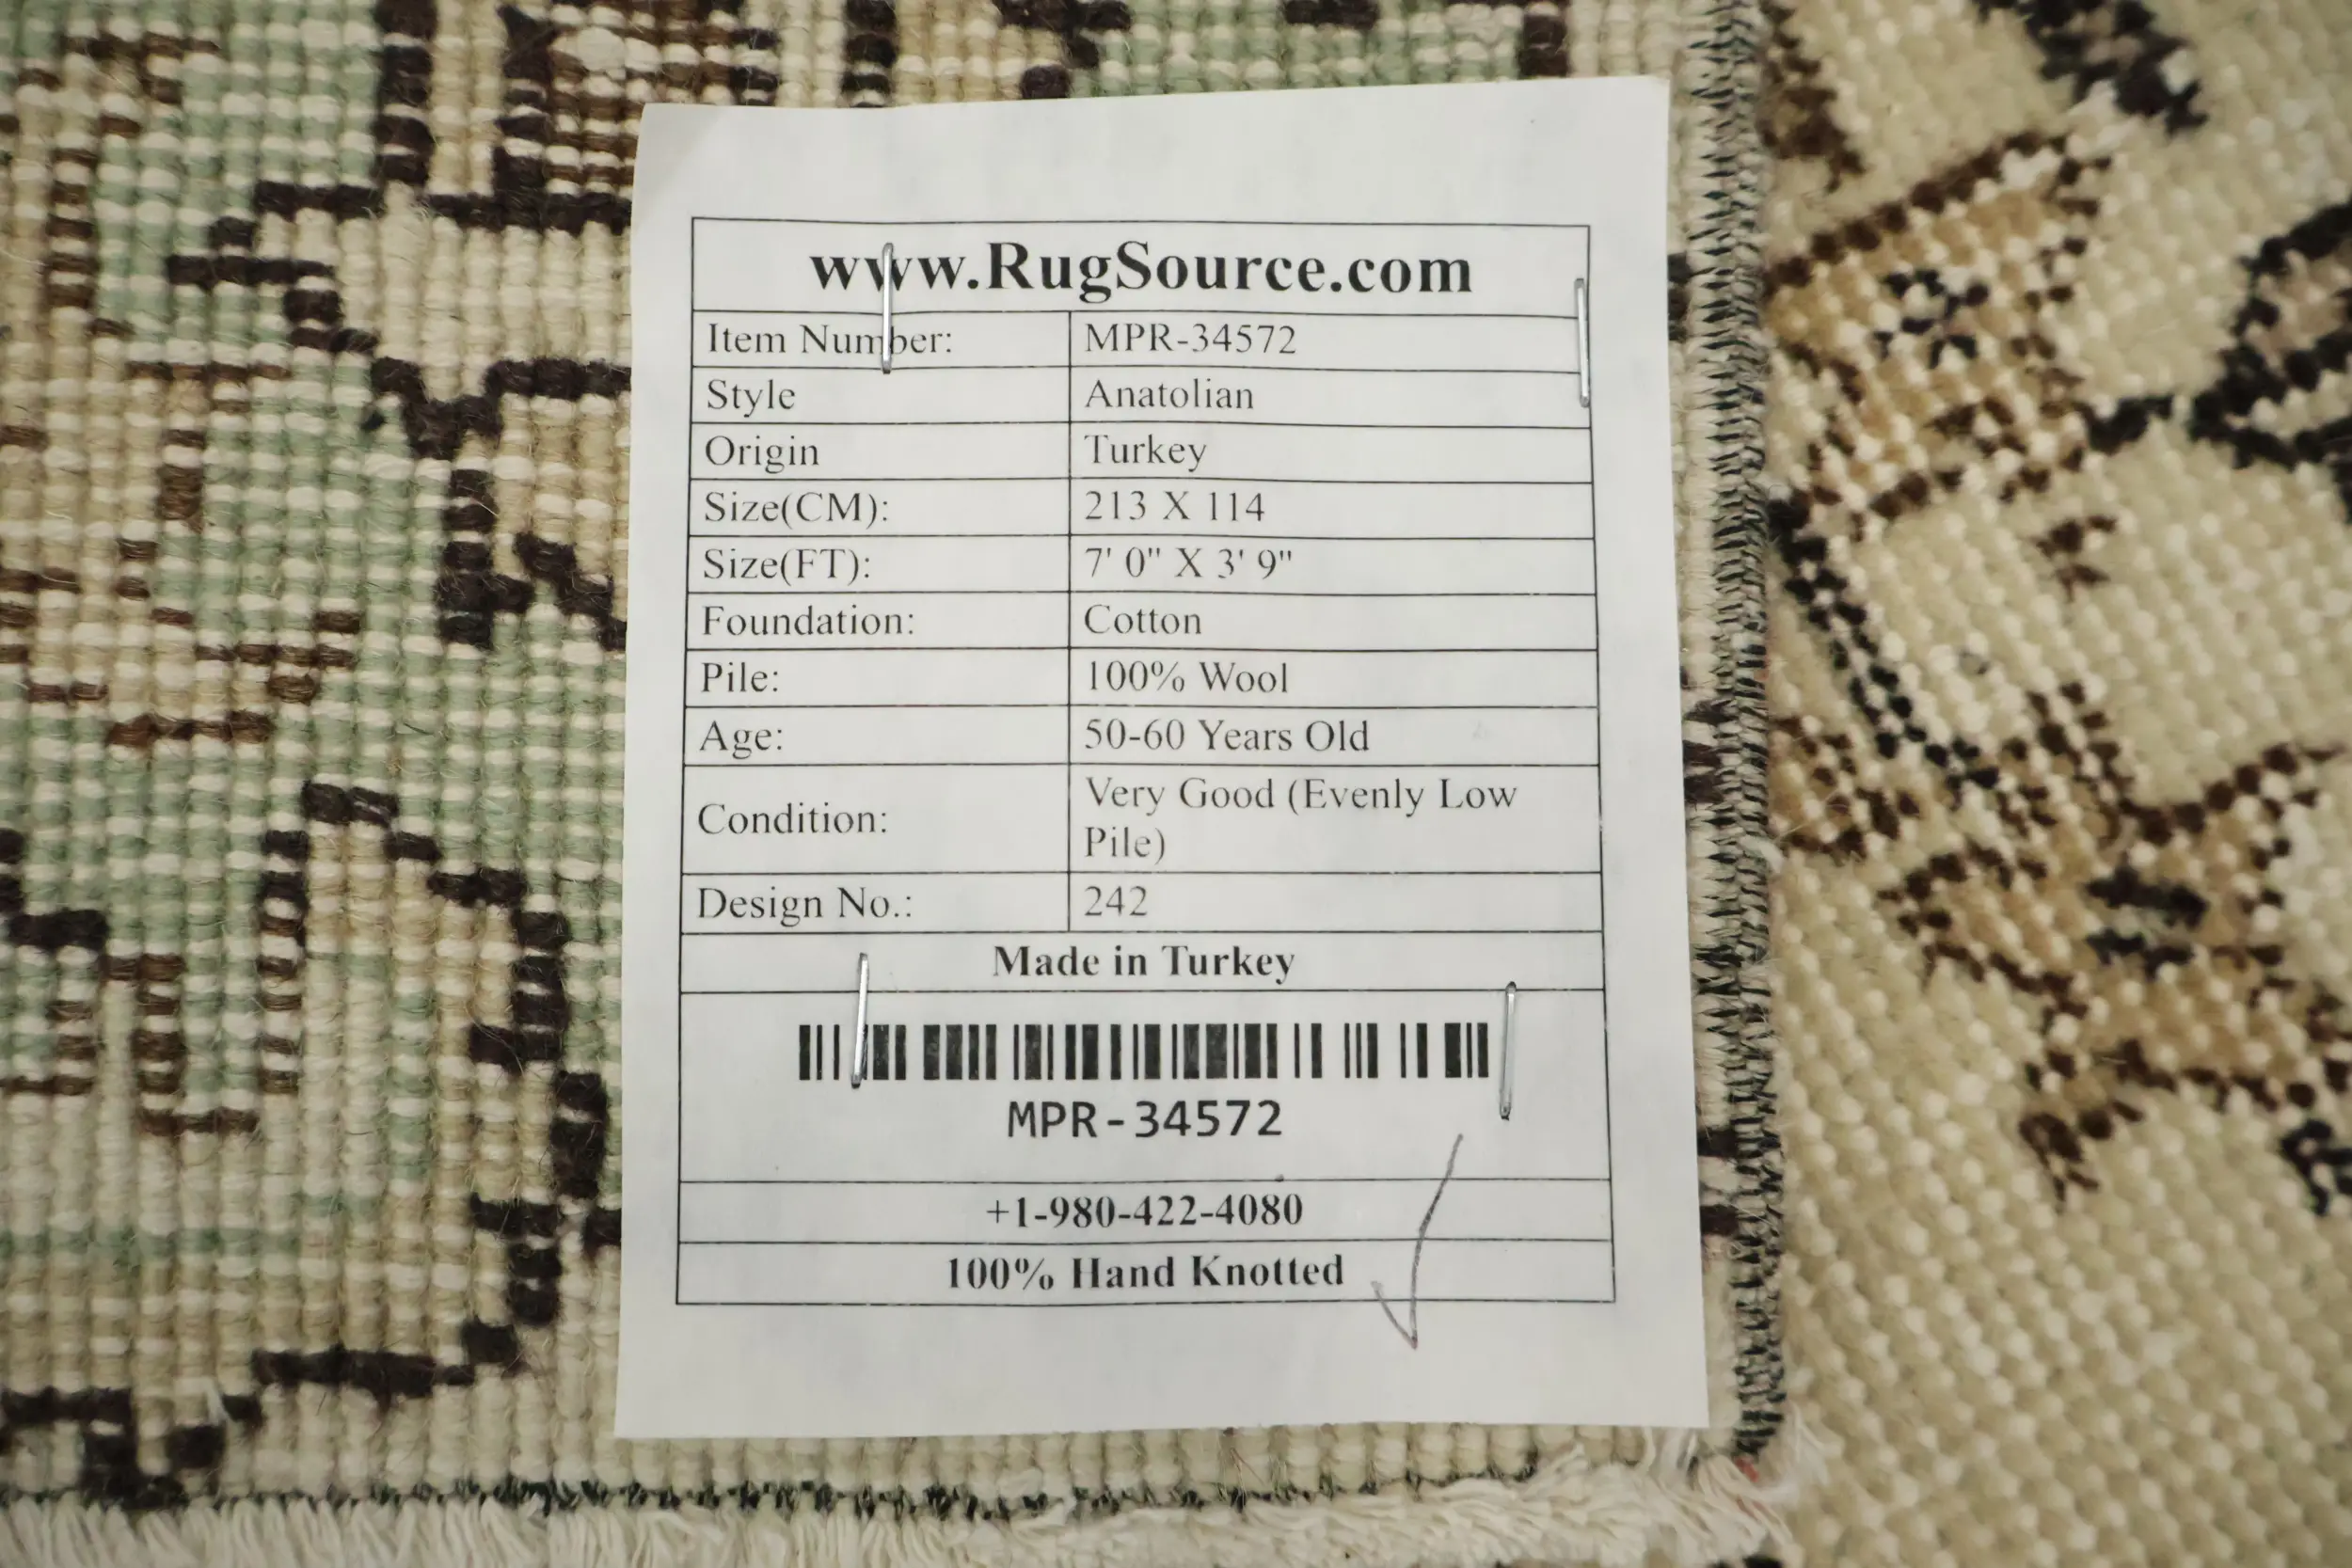 www.RugSource.com
Item Number: MPR-34572
Style Anatolian
Origin Turkey
Size(CM): 213 X 114
Size(FT): 7' 0" X 3' 9"
Foundation: Cotton
Pile: 100% Wool
Age: 50-60 Years Old
Condition: Very Good (Evenly Low
Pile)
Design No.: 242
Made in Turkey
MPR-34572
+1-980-422-4080
100% Hand Knotted